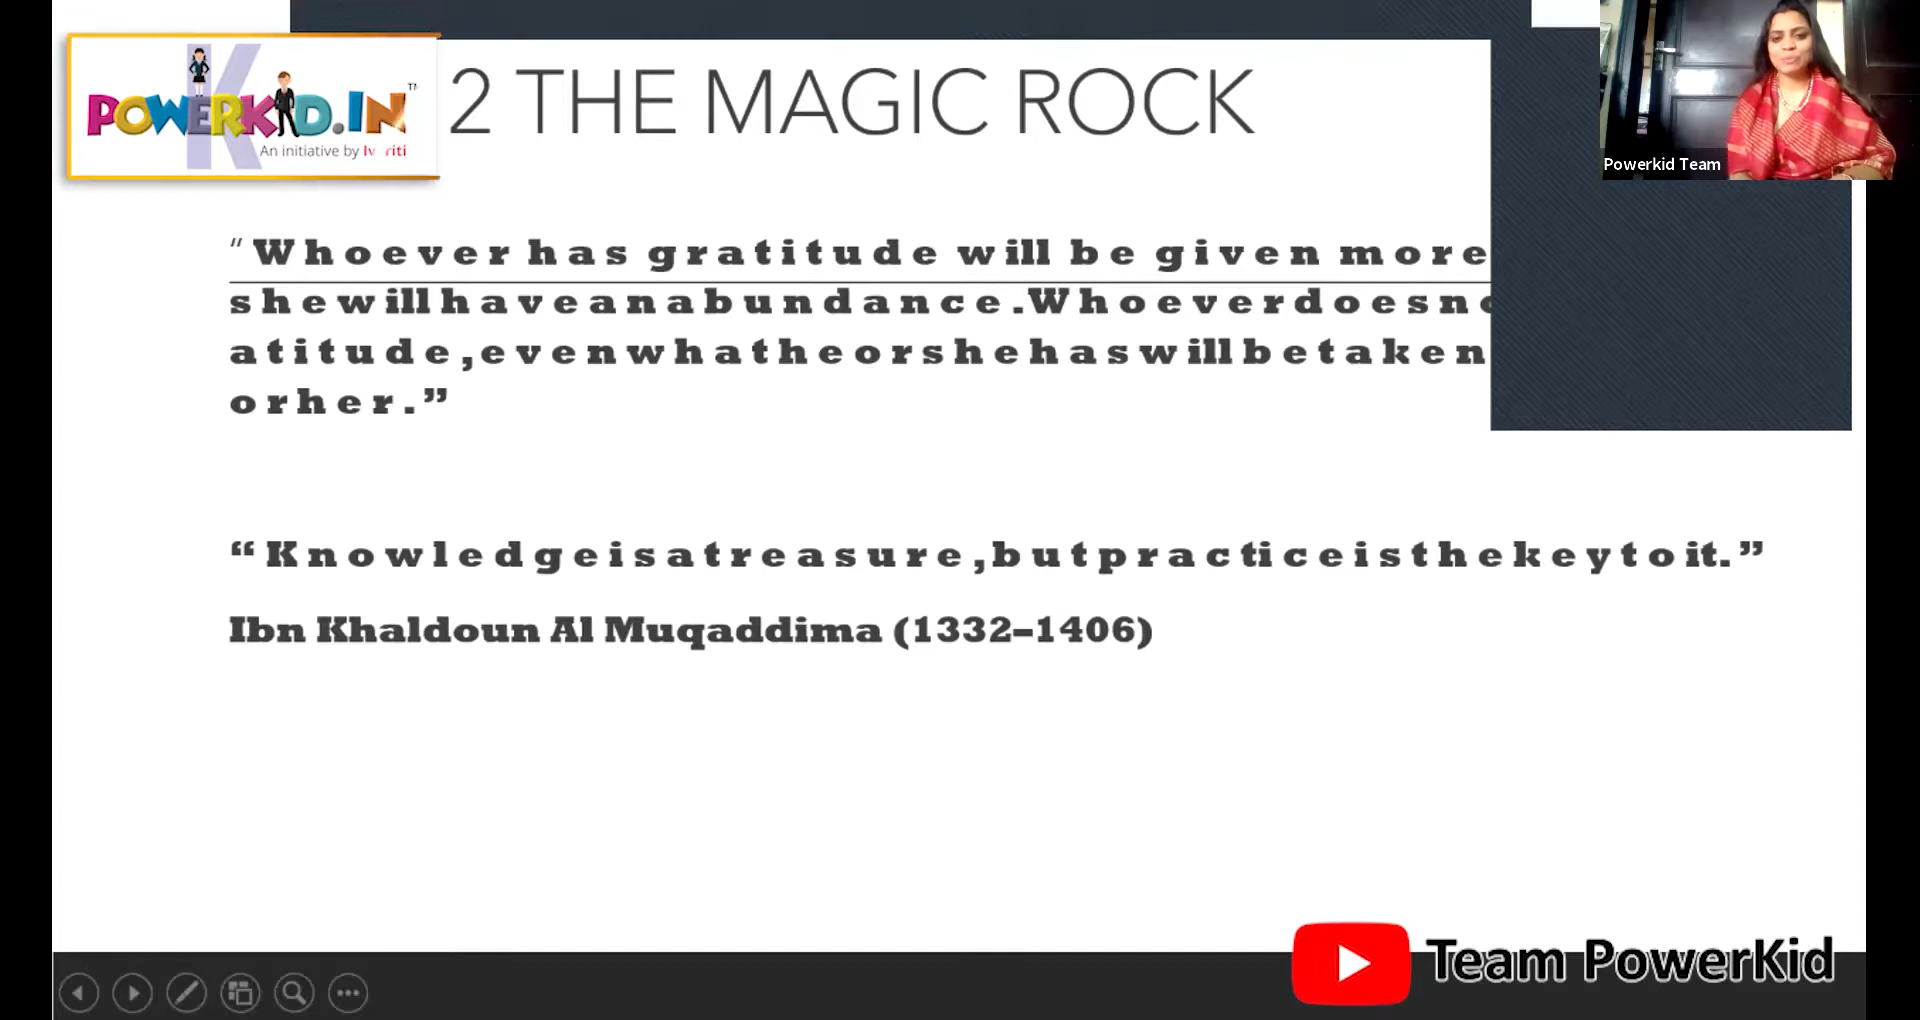 POWERKID.IN
TM
An initiative by
2 THE MAGIC ROCK
Powerkid Team
“Whoever has gratitude will be given more
shewillhaveanabundance.Whoeverdoesn
atitude,evenwhatheorshehaswillbetaken
orher.”
“Knowledgeisatreasure,butpracticeisthekeytoit.”
Ibn Khaldoun Al Muqaddima (1332–1406)
Team PowerKid